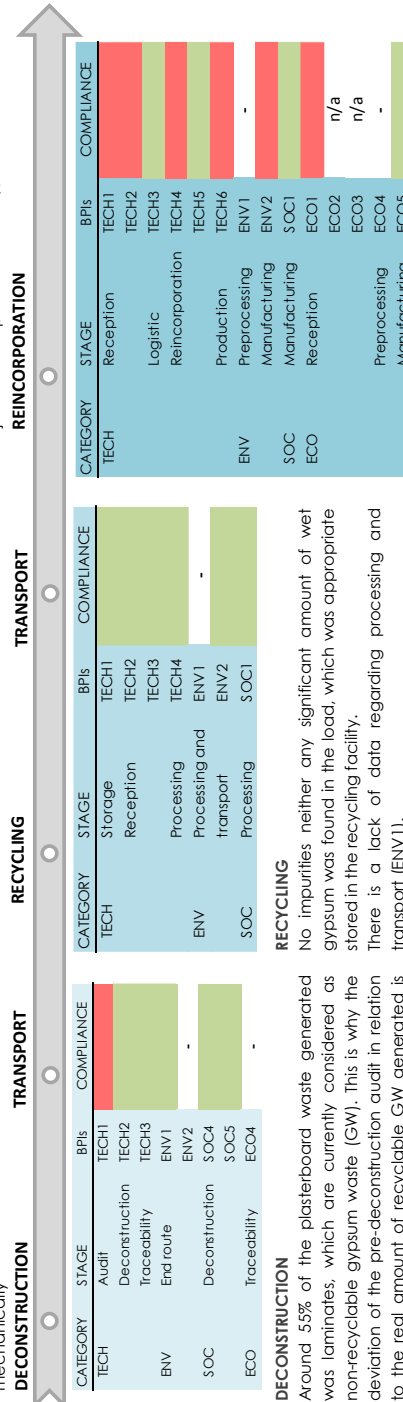 mechanically
DECONSTRUCTION
TRANSPORT
RECYCLING
TRANSPORT
REINCORPORATION
CATEGORY STAGE BPIs COMPLIANCE
TECH Audit TECH1
Deconstruction TECH2
Traceability TECH3
ENV End route ENV1
ENV2 -
SOC Deconstruction SOC4
SOC5
ECO Traceability ECO4 -
DECONSTRUCTION
Around 55% of the plasterboard waste generated
was laminates, which are currently considered as
non-recyclable gypsum waste (GW). This is why the
deviation of the pre-deconstruction audit in relation
to the real amount of recyclable GW generated is
CATEGORY STAGE BPIs COMPLIANCE
TECH Storage TECH1
Reception TECH2
TECH3
Processing TECH4
ENV Processing and ENV1 -
transport ENV2
SOC Processing SOC1
RECYCLING
No impurities neither any significant amount of wet
gypsum was found in the load, which was appropriate
stored in the recycling facility.
There is a lack of data regarding processing and
transport (ENV1).
CATEGORY STAGE BPIs COMPLIANCE
TECH Reception TECH1
TECH2
Logistic TECH3
Reincorporation TECH4
TECH5
Production TECH6
ENV Preprocessing ENV1 -
Manufacturing ENV2
SOC Manufacturing SOC1
ECO Reception ECO1
ECO2 n/a
ECO3 n/a
Preprocessing ECO4 -
Manufacturing ECO5